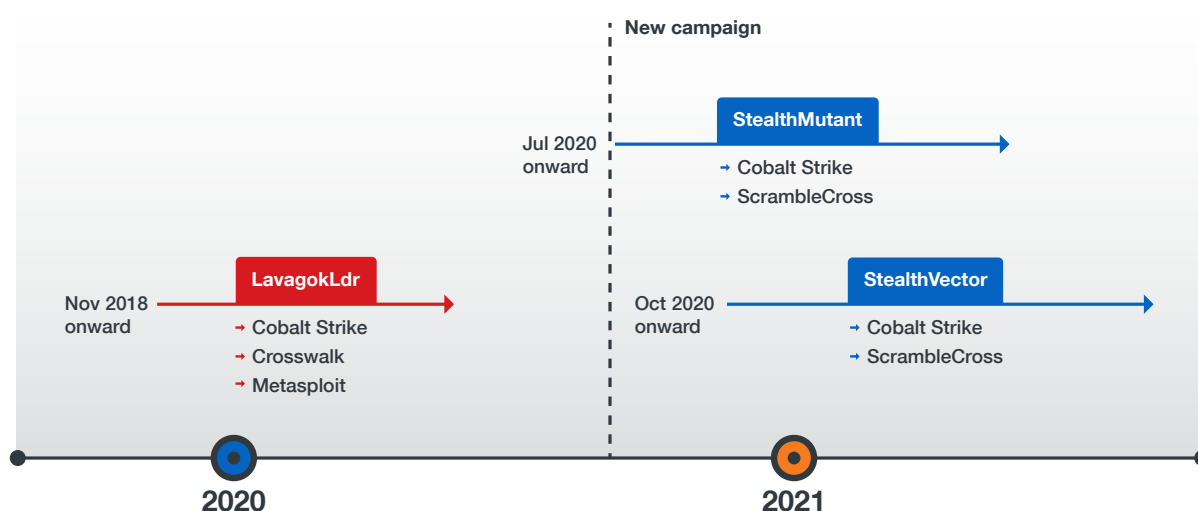 New campaign
StealthMutant
Jul 2020
onward
Cobalt Strike
ScrambleCross
LavagokLdr
Nov 2018
onward
Cobalt Strike
Crosswalk
Metasploit
StealthVector
Oct 2020
onward
Cobalt Strike
ScrambleCross
2020
2021